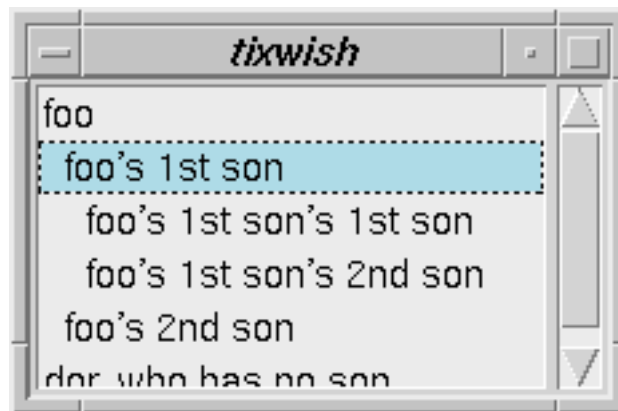 tixwish
foo
foo's 1st son
foo's 1st son's 1st son
foo's 1st son's 2nd son
foo's 2nd son
dor, who has no son